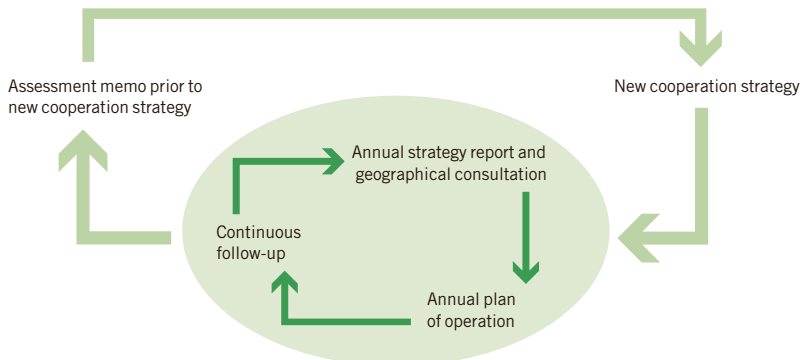 Assessment memo prior to
new cooperation strategy
New cooperation strategy
Annual strategy report and
geographical consultation
Continuous
follow-up
Annual plan
of operation